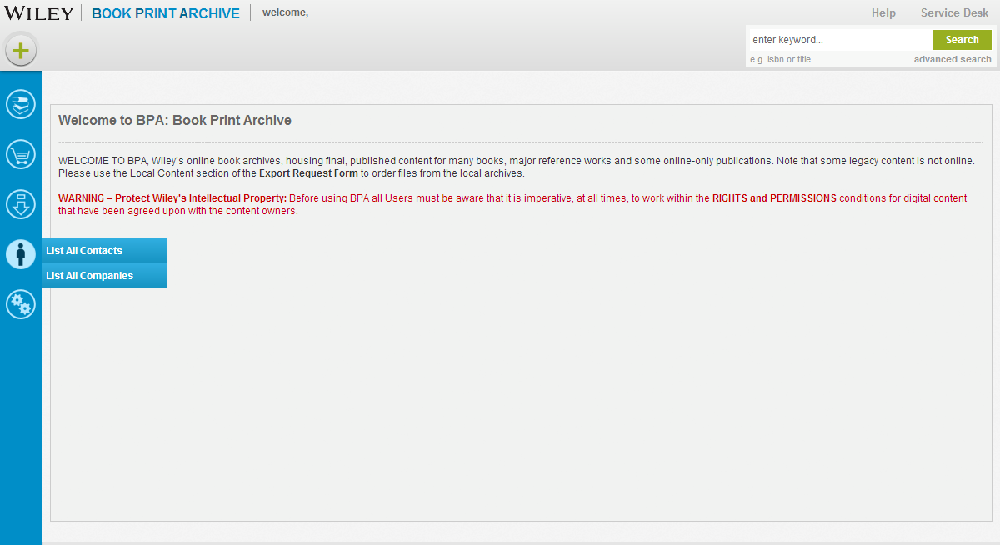 WILEY BOOK PRINT ARCHIVE welcome, Help Service Desk
enter keyword... Search
e.g. isbn or title advanced search
Welcome to BPA: Book Print Archive
WELCOME TO BPA, Wiley's online book archives, housing final, published content for many books, major reference works and some online-only publications. Note that some legacy content is not online.
Please use the Local Content section of the Export Request Form to order files from the local archives.
WARNING – Protect Wiley's Intellectual Property: Before using BPA all Users must be aware that it is imperative, at all times, to work within the RIGHTS and PERMISSIONS conditions for digital content
that have been agreed upon with the content owners.
List All Contacts
List All Companies